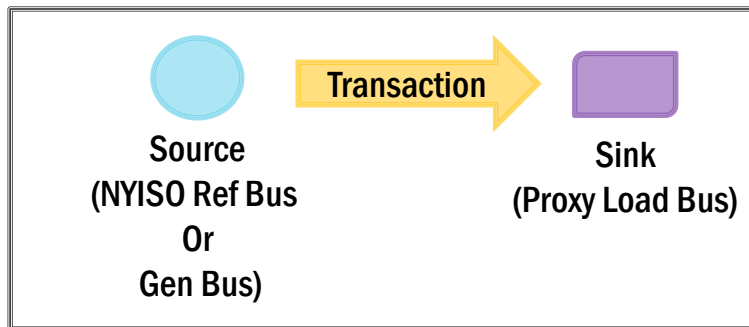 Transaction
Source
(NYISO Ref Bus
Or
Gen Bus)
Sink
(Proxy Load Bus)